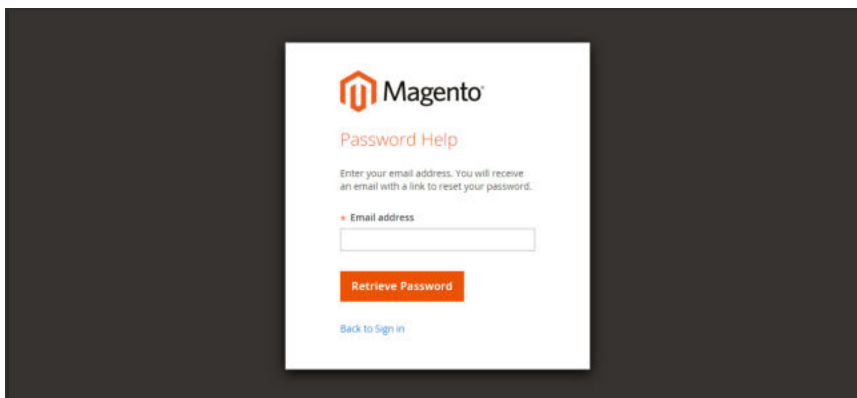 Magento
Password Help
Enter your email address. You will receive
an email with a link to reset your password.
* Email address
Retrieve Password
Back to Sign in